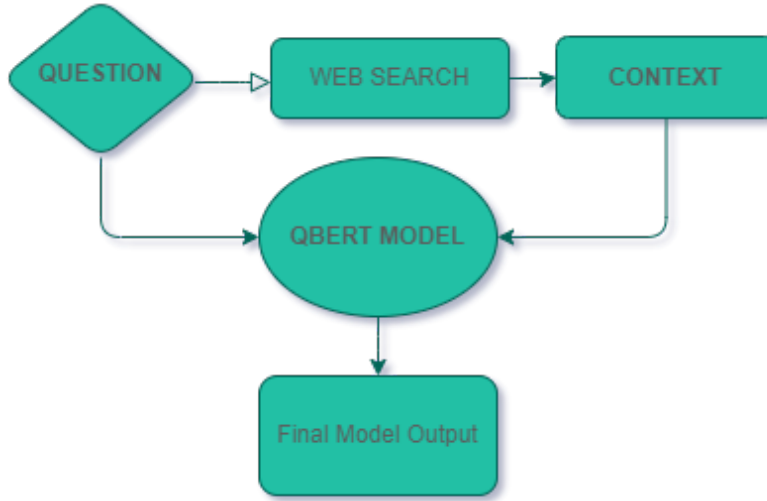 QUESTION
WEB SEARCH
CONTEXT
QBERT MODEL
Final Model Output